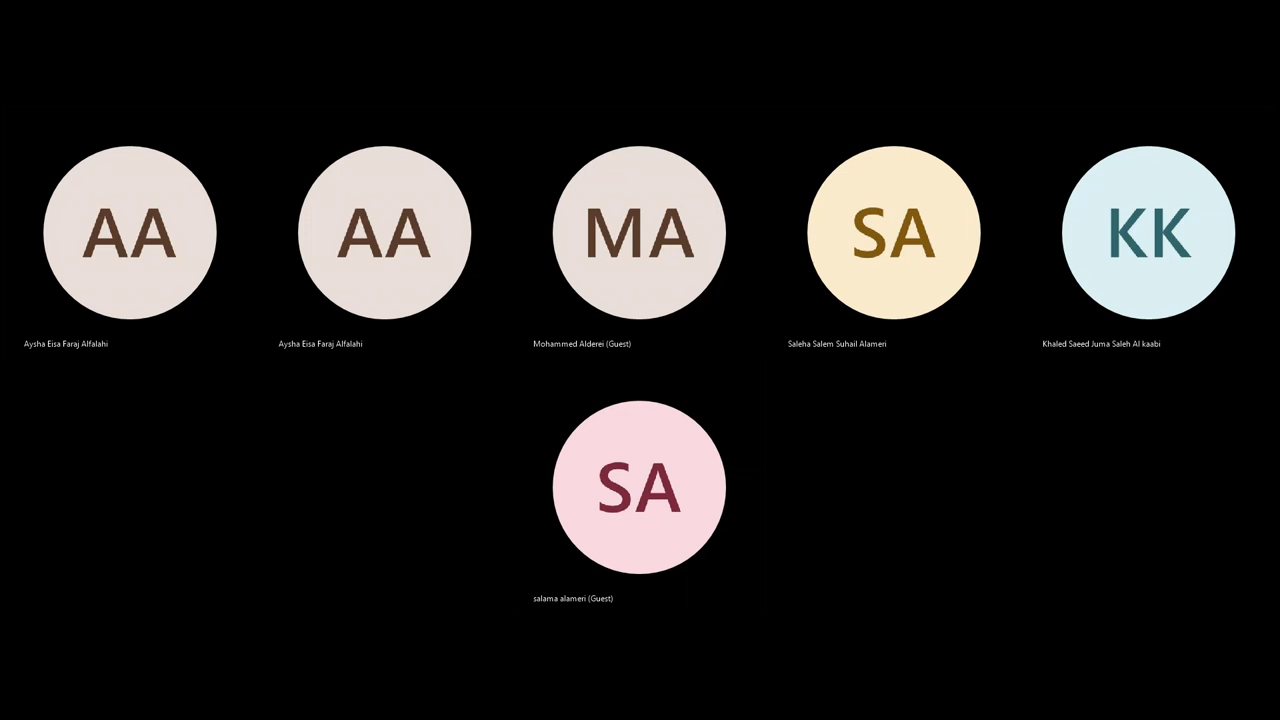 AA
AA
MA
SA
KK
Aysha Eisa Faraj Alfalahi
Aysha Eisa Faraj Alfalahi
Mohammed Alderei (Guest)
Saleha Salem Suhail Alameri
Khaled Saeed Juma Saleh Al kaabi
SA
salama alameri (Guest)